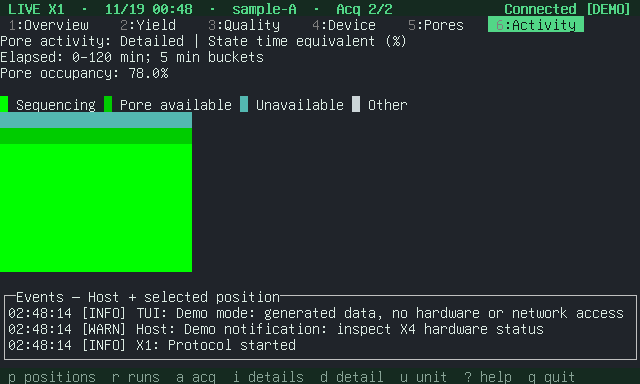 LIVE X1 - 11/19 00:48 - sample-A - Acq 2/2 Connected [DEMO]
1:Overview 2:Yield 3:Quality 4:Device 5:Pores 6:Activity
Pore activity: Detailed | State time equivalent (%)
Elapsed: 0-120 min; 5 min buckets
Pore occupancy: 78.0%
Sequencing Pore available Unavailable Other
Events — Host + selected position
02:48:14 [INFO] TUI: Demo mode: generated data, no hardware or network access
02:48:14 [WARN] Host: Demo notification: inspect X4 hardware status
02:48:14 [INFO] X1: Protocol started
p positions r runs a acq i details d detail u unit ? help q quit